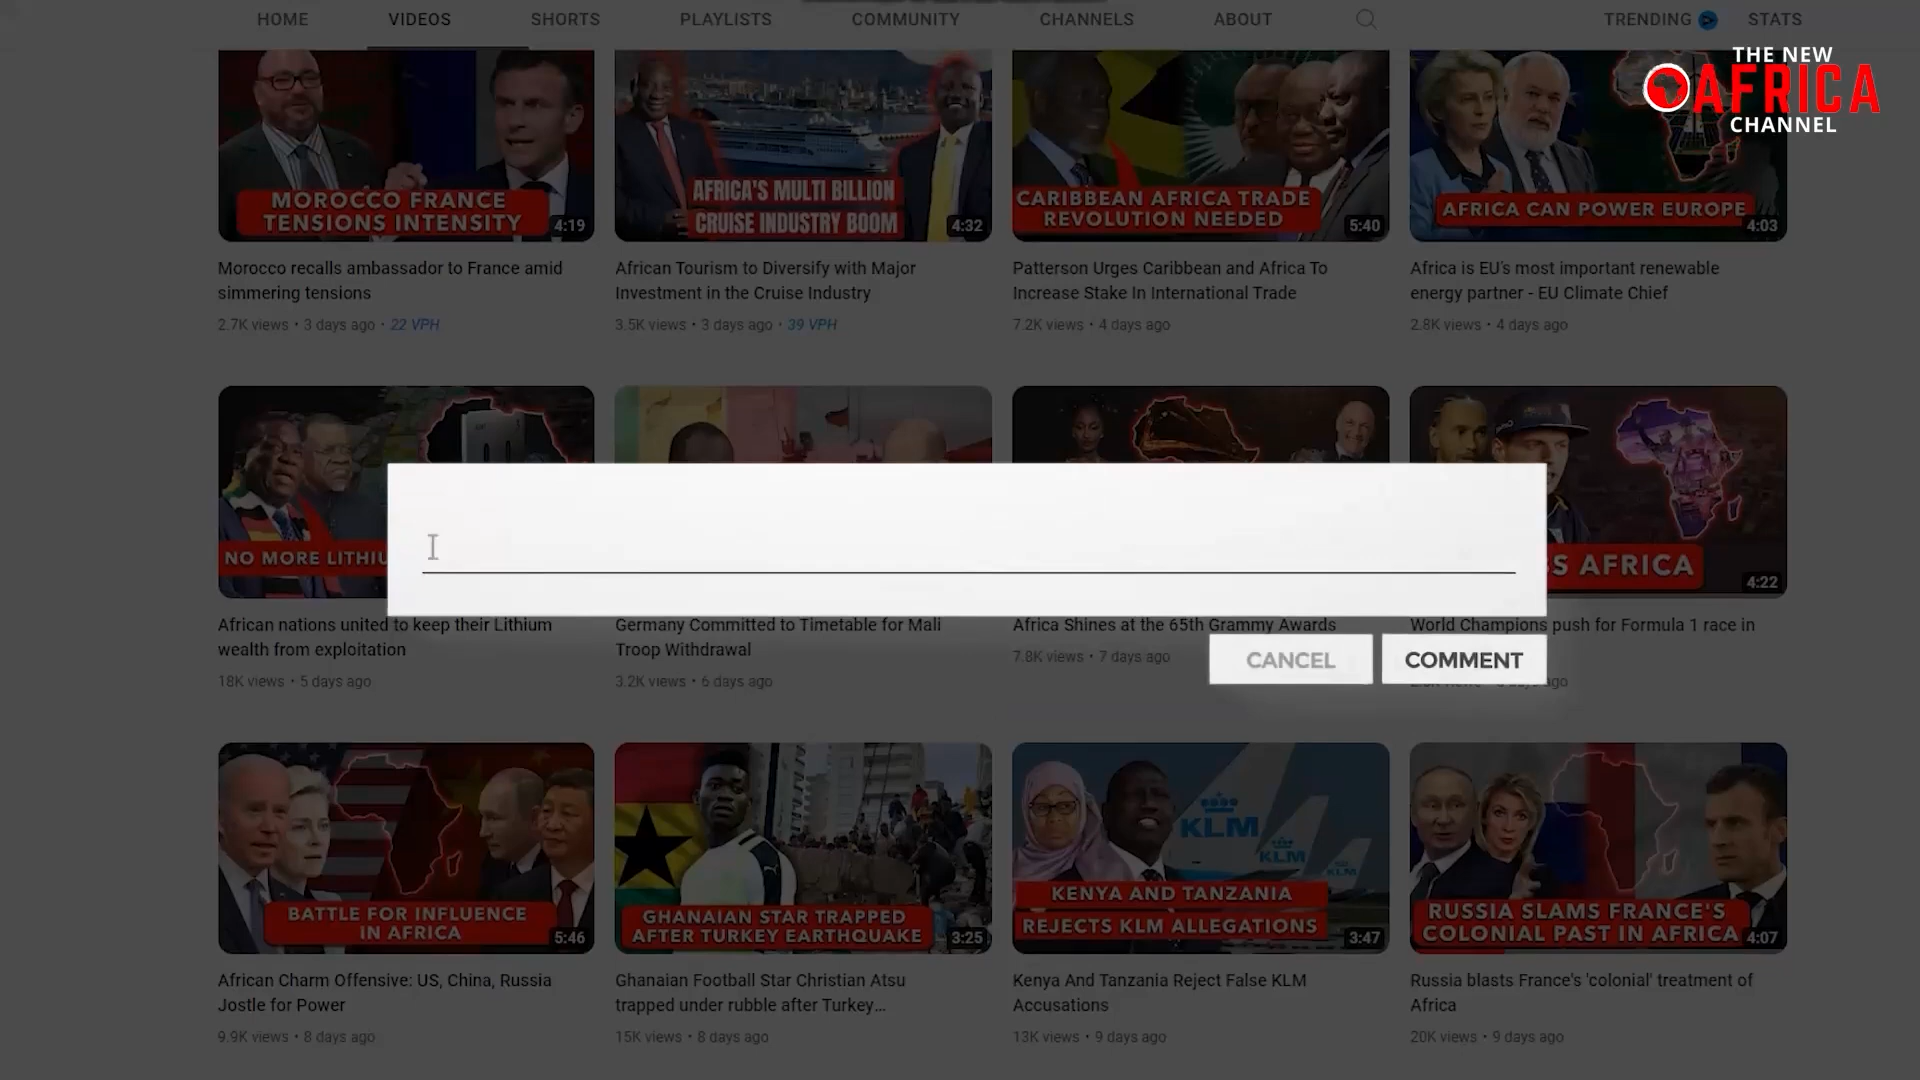 HOME VIDEOS SHORTS PLAYLISTS COMMUNITY CHANNELS ABOUT TRENDING STATS
THE NEW
AFRICA
CHANNEL
MOROCCO FRANCE
TENSIONS INTENSITY
4:19
AFRICA'S MULTI BILLION
CRUISE INDUSTRY BOOM
4:32
CARIBBEAN AFRICA TRADE
REVOLUTION NEEDED
5:40
AFRICA CAN POWER EUROPE
4:03
Morocco recalls ambassador to France amid
simmering tensions
2.7K views • 3 days ago • 22 VPH
African Tourism to Diversify with Major
Investment in the Cruise Industry
3.5K views • 3 days ago • 39 VPH
Patterson Urges Caribbean and Africa To
Increase Stake In International Trade
7.2K views • 4 days ago
Africa is EU's most important renewable
energy partner - EU Climate Chief
2.8K views • 4 days ago
NO MORE LITHIU
S AFRICA
4:22
African nations united to keep their Lithium
wealth from exploitation
18K views • 5 days ago
Germany Committed to Timetable for Mali
Troop Withdrawal
3.2K views • 6 days ago
Africa Shines at the 65th Grammy Awards
7.8K views • 7 days ago
World Champions push for Formula 1 race in
ago
CANCEL
COMMENT
BATTLE FOR INFLUENCE
IN AFRICA
5:46
GHANAIAN STAR TRAPPED
AFTER TURKEY EARTHQUAKE
3:25
KLM
KLM
KLM
KENYA AND TANZANIA
REJECTS KLM ALLEGATIONS
3:47
RUSSIA SLAMS FRANCE'S
COLONIAL PAST IN AFRICA
4:07
African Charm Offensive: US, China, Russia
Jostle for Power
9.9K views • 8 days ago
Ghanaian Football Star Christian Atsu
trapped under rubble after Turkey...
15K views • 8 days ago
Kenya And Tanzania Reject False KLM
Accusations
13K views • 9 days ago
Russia blasts France's 'colonial' treatment of
Africa
20K views • 9 days ago